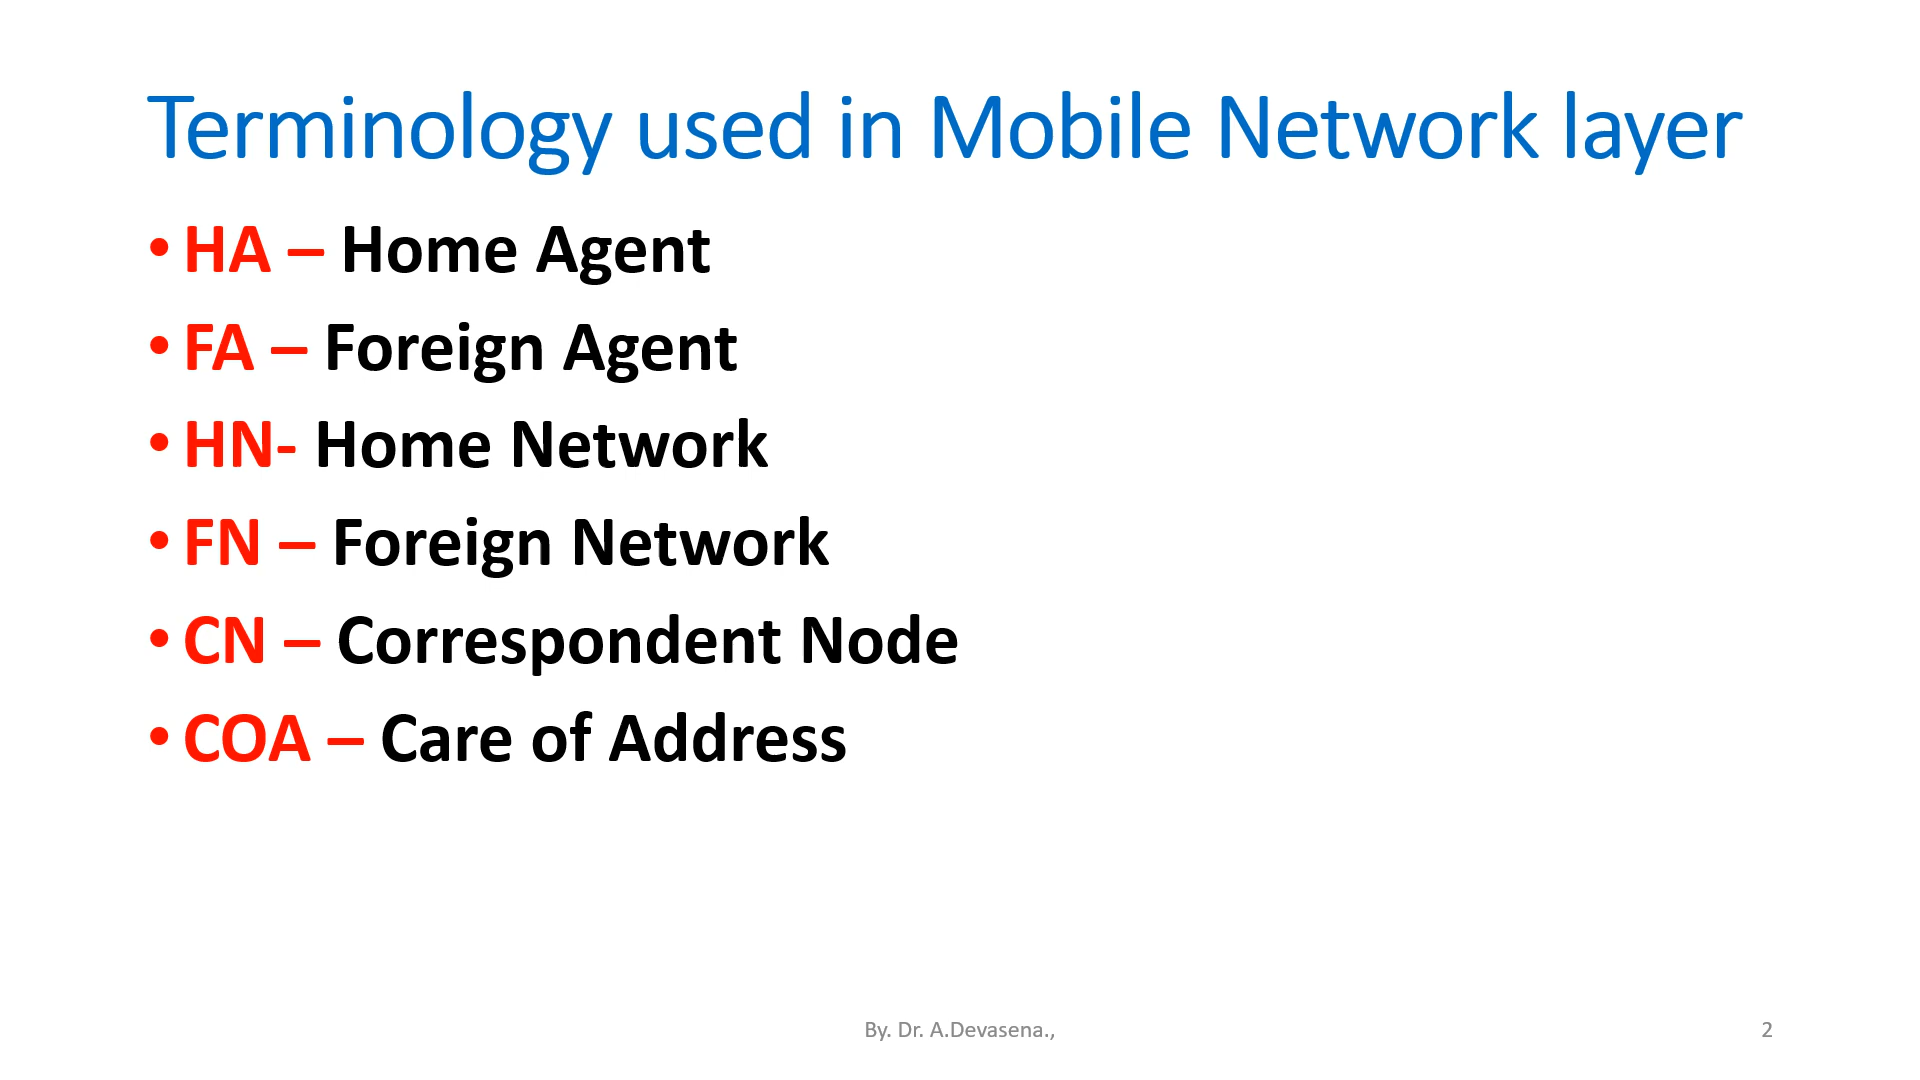 Terminology used in Mobile Network layer
• HA – Home Agent
• FA – Foreign Agent
• HN- Home Network
• FN – Foreign Network
• CN – Correspondent Node
• COA – Care of Address
By. Dr. A.Devasena.,
2